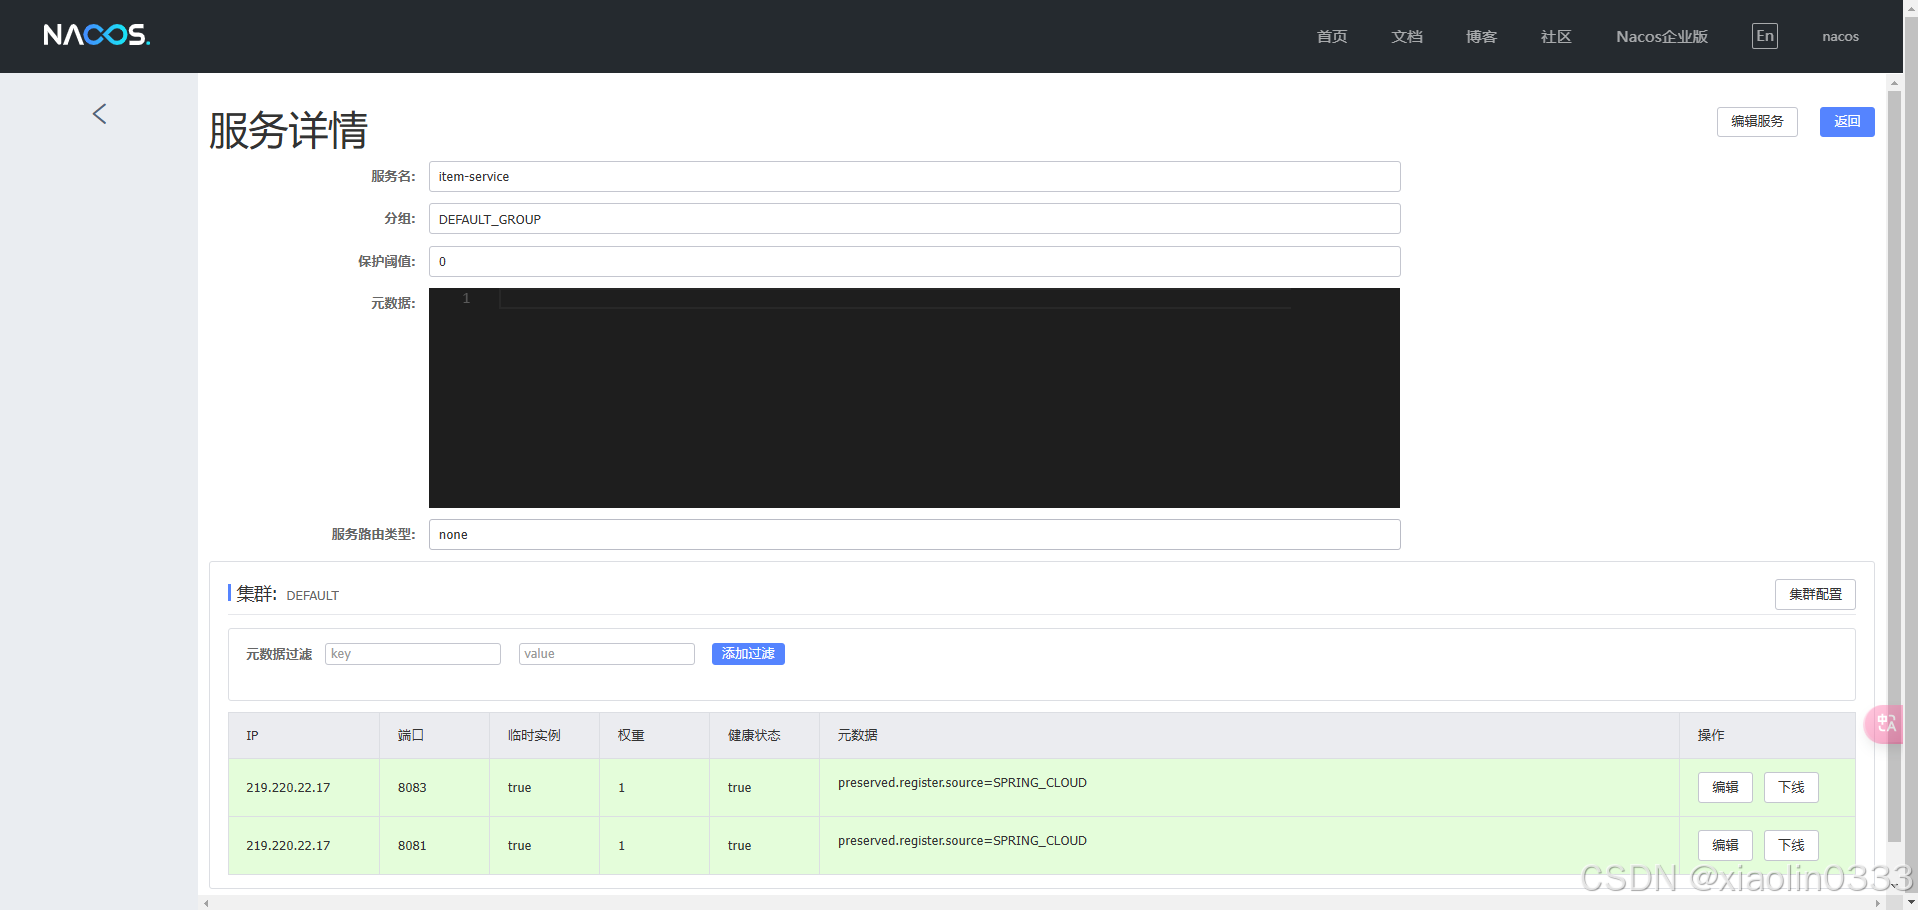 NACOS.
首页 文档 博客 社区 Nacos企业版 En nacos
服务详情
编辑服务 返回
服务名: item-service
分组: DEFAULT_GROUP
保护阈值: 0
元数据: 1
服务路由类型: none
集群: DEFAULT 集群配置
元数据过滤 key value 添加过滤
IP 端口 临时实例 权重 健康状态 元数据 操作
219.220.22.17 8083 true 1 true preserved.register.source=SPRING_CLOUD 编辑 下线
219.220.22.17 8081 true 1 true preserved.register.source=SPRING_CLOUD 编辑 下线
中A
CSDN @xiaolin0333